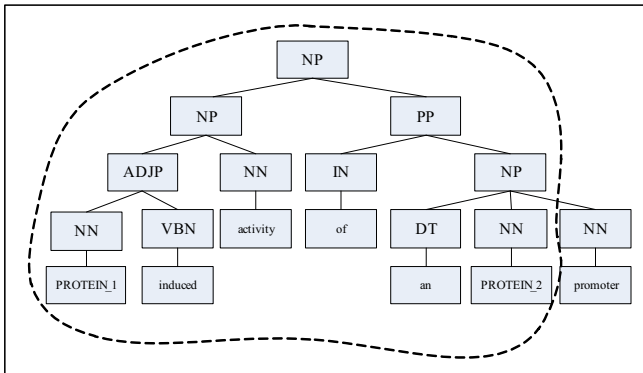 NP
NP PP
ADJP NN IN NP
NN VBN activity of DT NN NN
PROTEIN_1 induced an PROTEIN_2 promoter